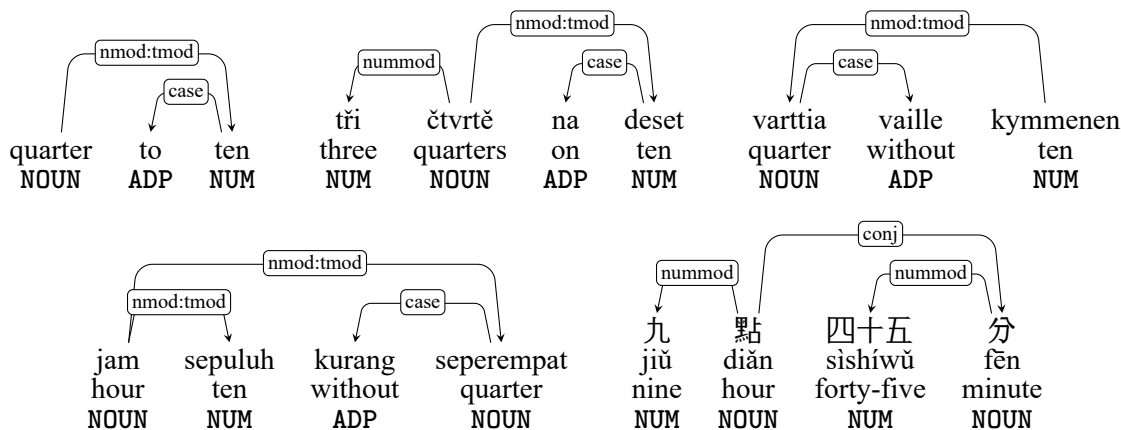 nmod:tmod
case
quarter to ten
NOUN ADP NUM
nmod:tmod
nummod case
tři čtvrtě na deset
three quarters on ten
NUM NOUN ADP NUM
nmod:tmod
case
varttia vaille kymmenen
quarter without ten
NOUN ADP NUM
nmod:tmod
nmod:tmod case
jam sepuluh kurang seperempat
hour ten without quarter
NOUN NUM ADP NOUN
conj
nummod nummod
九 點 四十五 分
jiǔ diǎn sìshíwǔ fēn
nine hour forty-five minute
NUM NOUN NUM NOUN